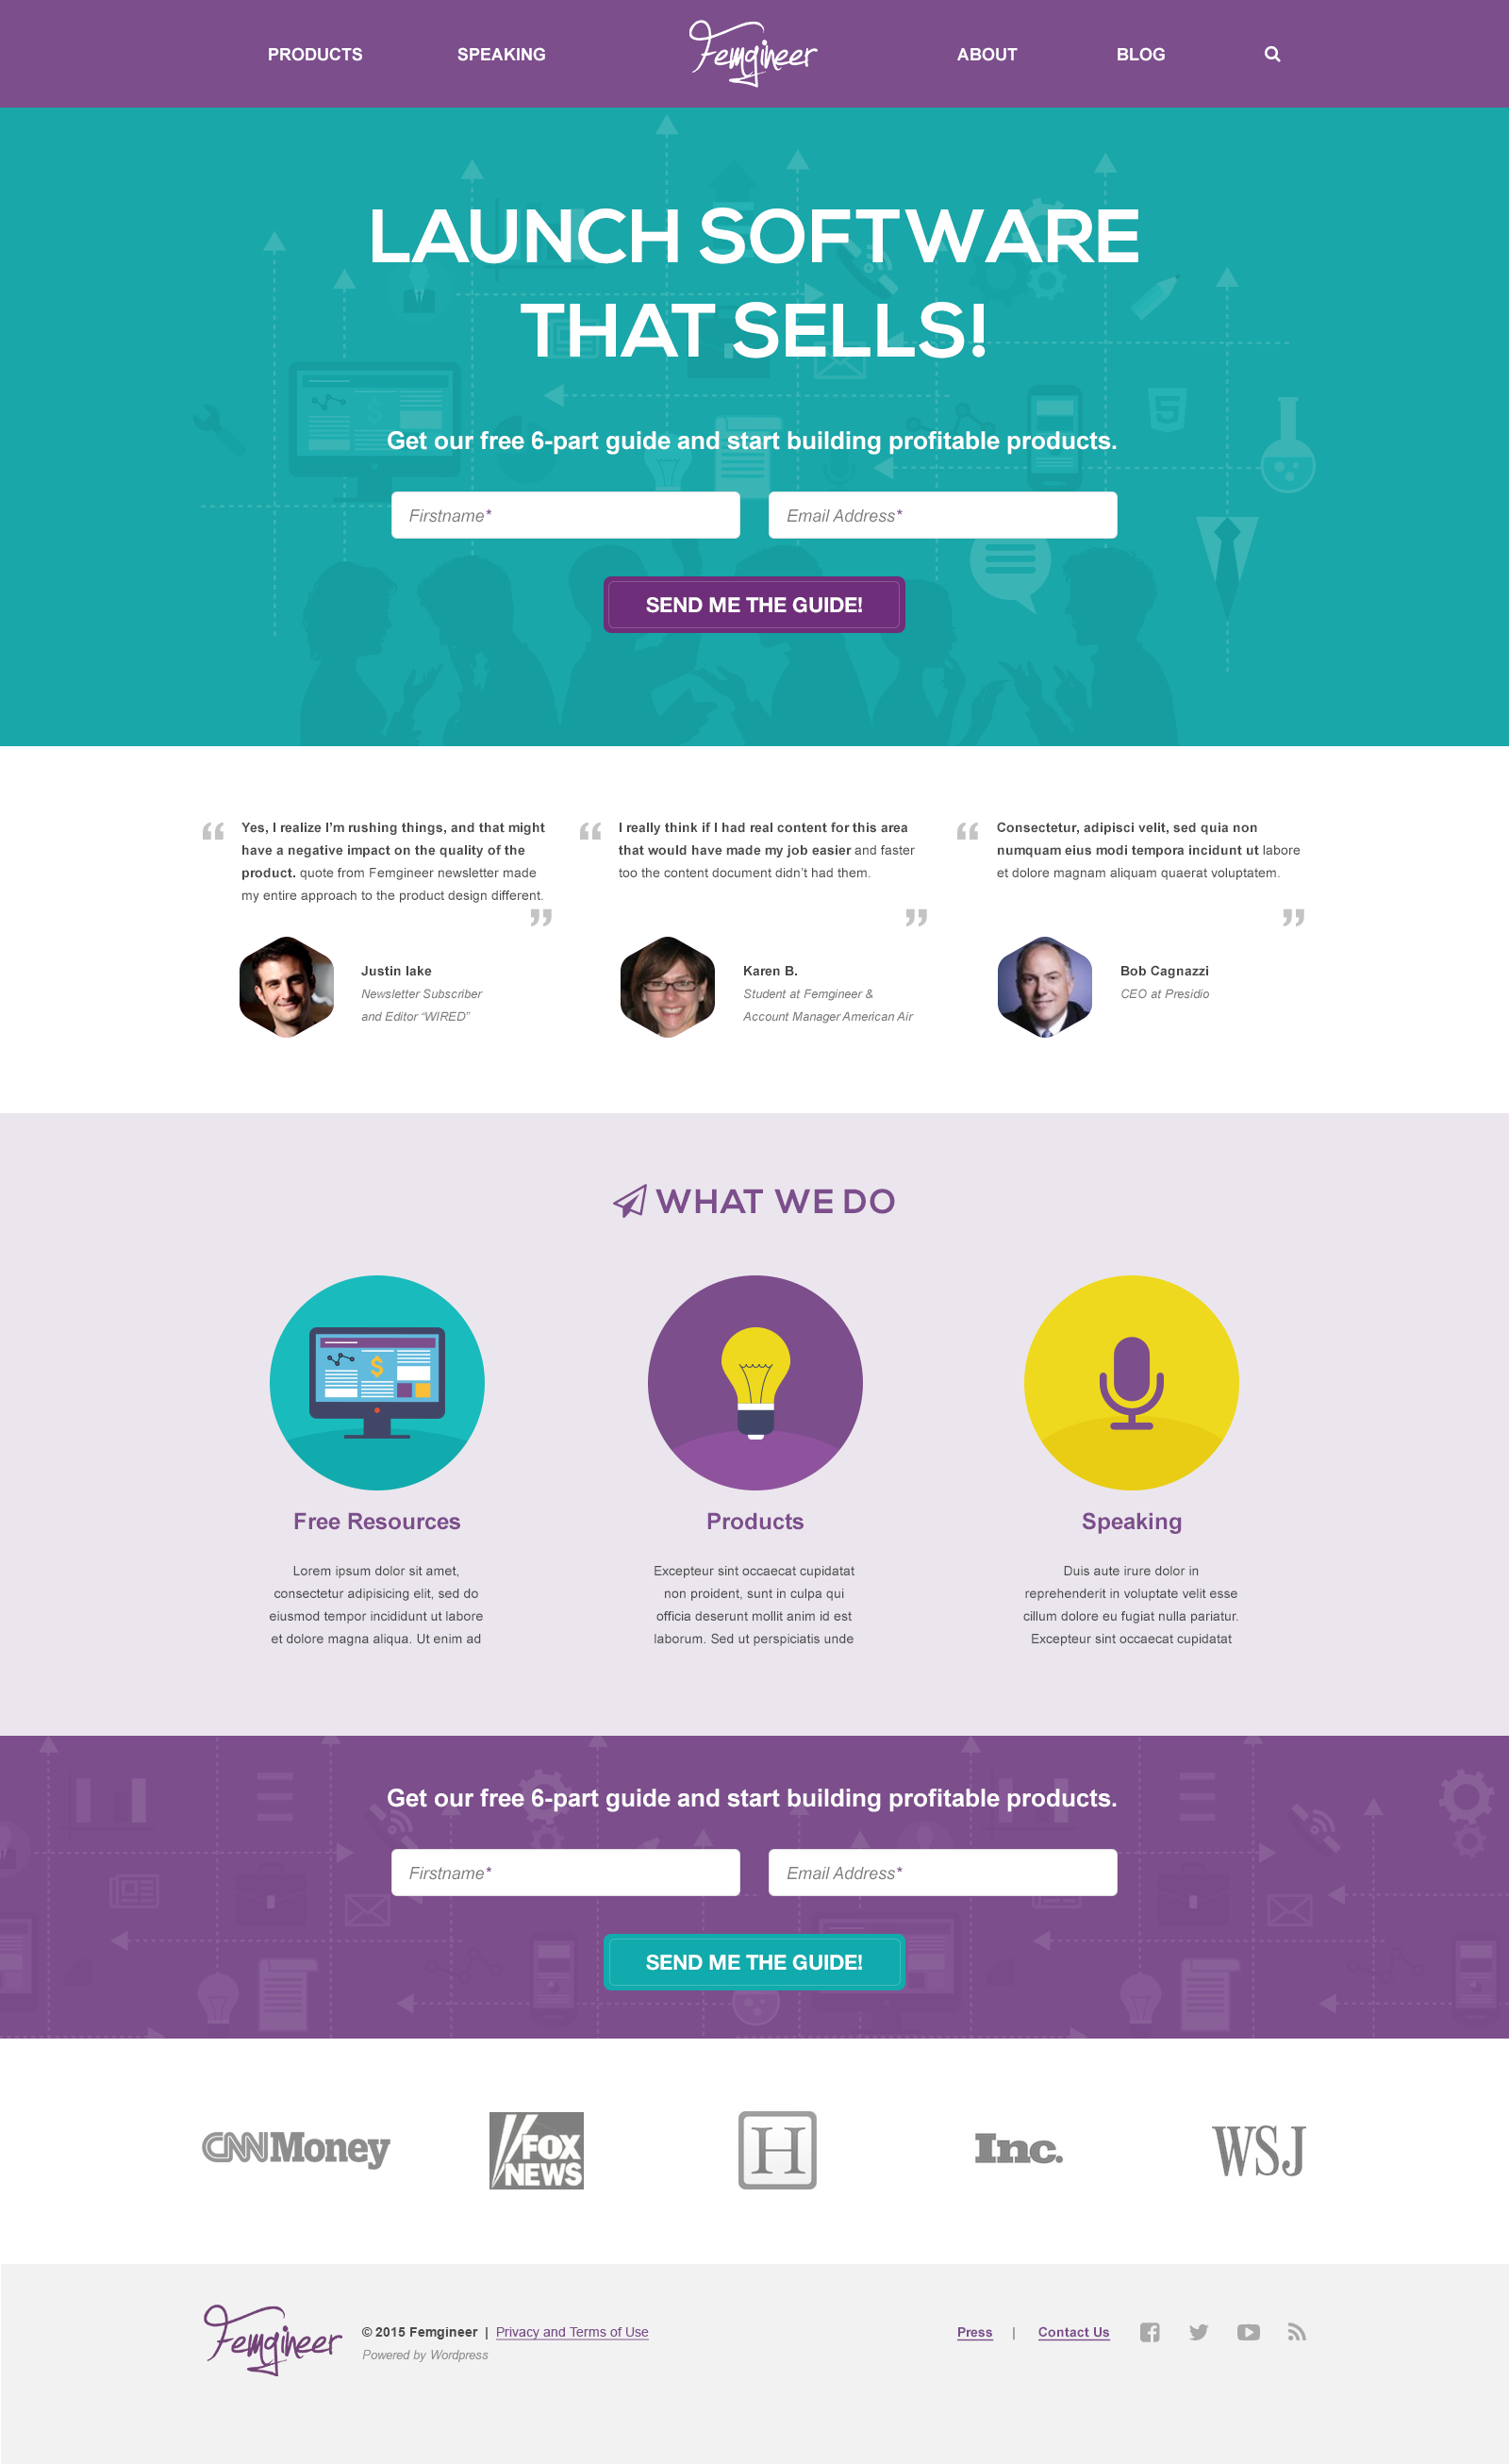 PRODUCTS
SPEAKING
Femgineer
ABOUT
BLOG
LAUNCH SOFTWARE
THAT SELLS!
Get our free 6-part guide and start building profitable products.
Firstname*
Email Address*
SEND ME THE GUIDE!
“ Yes, I realize I’m rushing things, and that might
have a negative impact on the quality of the
product. quote from Femgineer newsletter made
my entire approach to the product design different. ”
Justin lake
Newsletter Subscriber
and Editor “WIRED”
“ I really think if I had real content for this area
that would have made my job easier and faster
too the content document didn’t had them. ”
Karen B.
Student at Femgineer &
Account Manager American Air
“ Consectetur, adipisci velit, sed quia non
numquam eius modi tempora incidunt ut labore
et dolore magnam aliquam quaerat voluptatem. ”
Bob Cagnazzi
CEO at Presidio
WHAT WE DO
Free Resources
Lorem ipsum dolor sit amet,
consectetur adipisicing elit, sed do
eiusmod tempor incididunt ut labore
et dolore magna aliqua. Ut enim ad
Products
Excepteur sint occaecat cupidatat
non proident, sunt in culpa qui
officia deserunt mollit anim id est
laborum. Sed ut perspiciatis unde
Speaking
Duis aute irure dolor in
reprehenderit in voluptate velit esse
cillum dolore eu fugiat nulla pariatur.
Excepteur sint occaecat cupidatat
Get our free 6-part guide and start building profitable products.
Firstname*
Email Address*
SEND ME THE GUIDE!
CNNMoney
FOX
NEWS
H
Inc.
WSJ
Femgineer
© 2015 Femgineer | Privacy and Terms of Use
Powered by Wordpress
Press | Contact Us